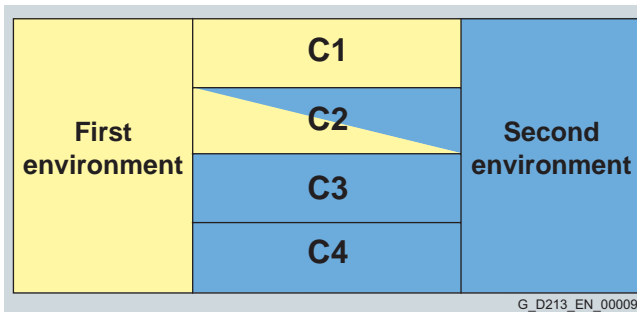 First
environment
C1
C2
C3
C4
Second
environment
G_D213_EN_00009